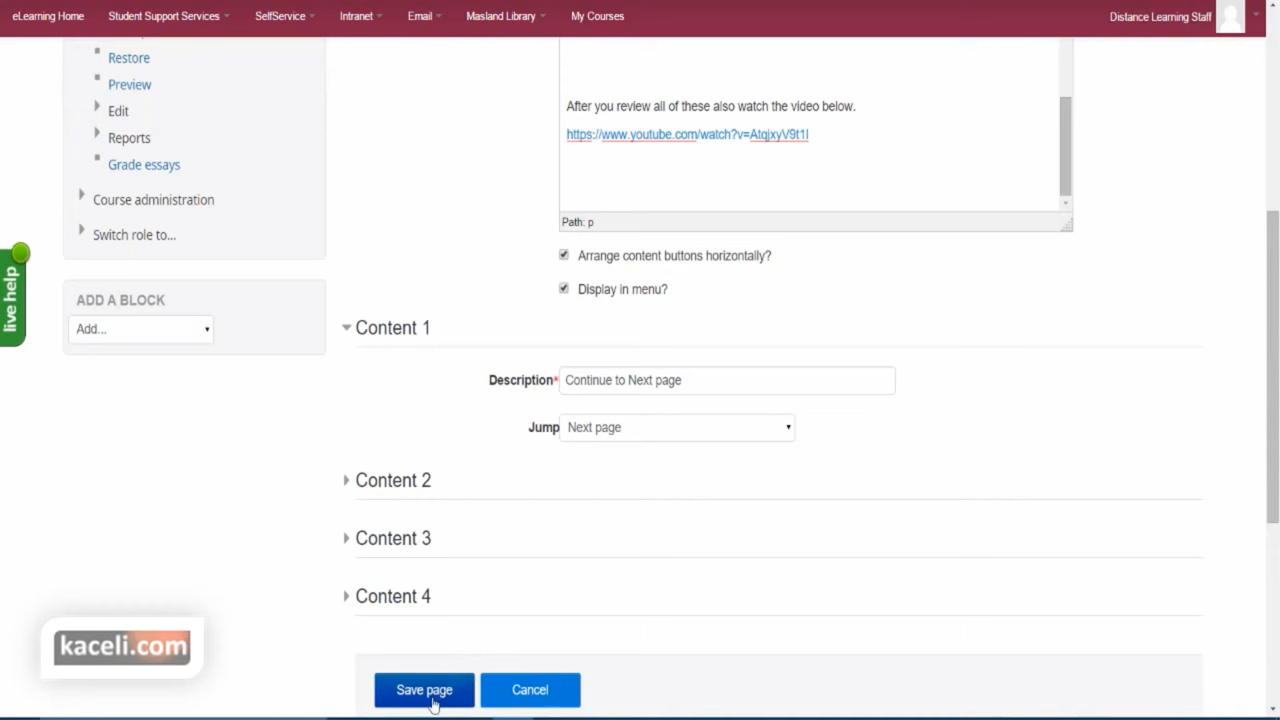 eLearning Home Student Support Services SelfService Intranet Email Masland Library My Courses Distance Learning Staff
Restore
Preview
Edit
Reports
Grade essays
Course administration
Switch role to...
ADD A BLOCK
Add...
live help
After you review all of these also watch the video below.
https://www.youtube.com/watch?v=AtqjxyV9t1I
Path: p
Arrange content buttons horizontally?
Display in menu?
Content 1
Description* Continue to Next page
Jump Next page
Content 2
Content 3
Content 4
Save page Cancel
kaceli.com